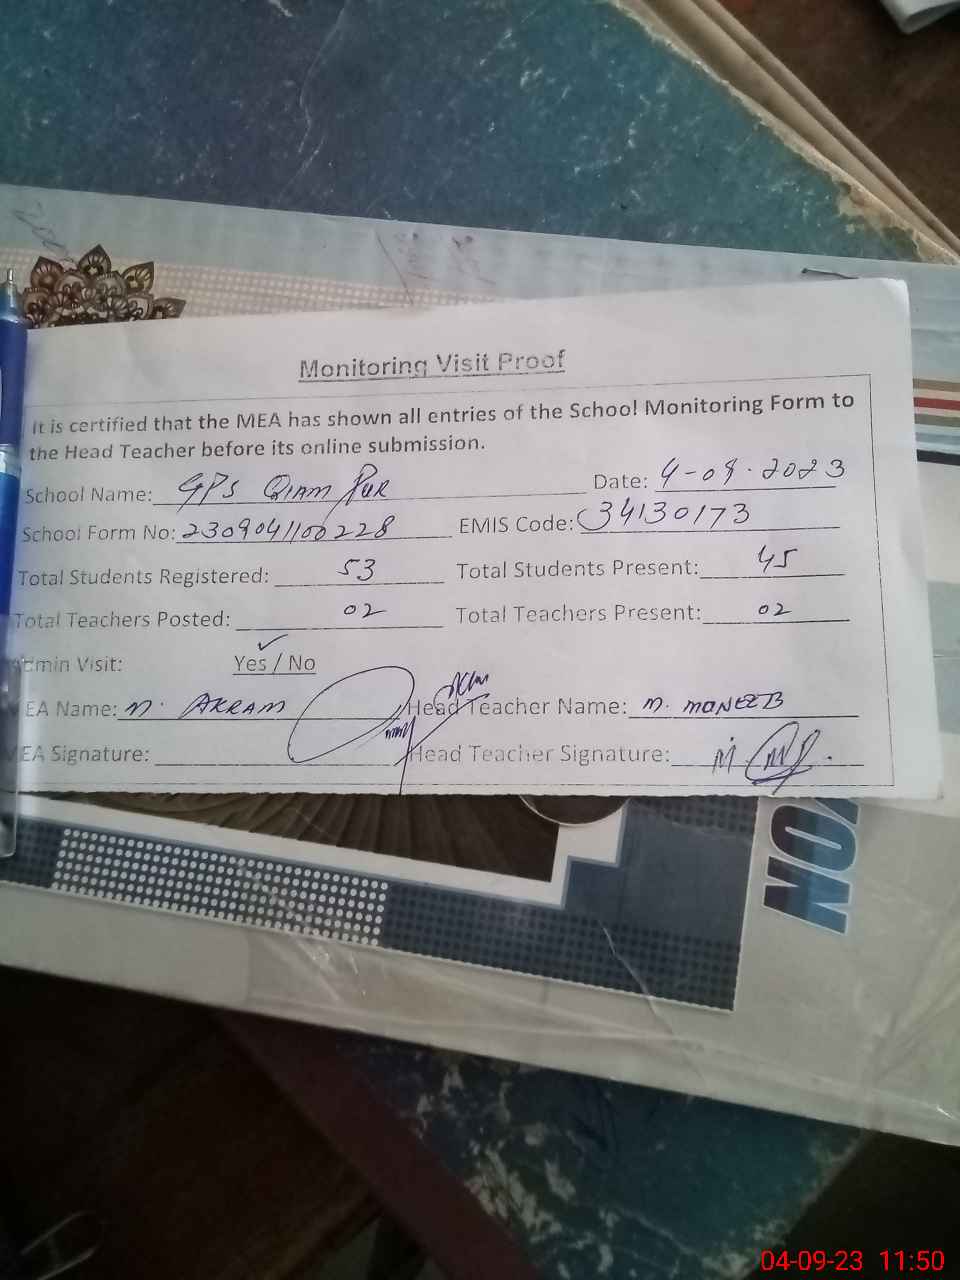 Monitoring Visit Proof
It is certified that the MEA has shown all entries of the School Monitoring Form to
the Head Teacher before its online submission.
School Name: GPS QIAM PUR Date: 4-09-2023
School Form No: 2309041100228 EMIS Code: 34130173
Total Students Registered: 53 Total Students Present: 45
Total Teachers Posted: 02 Total Teachers Present: 02
Admin Visit: Yes / No
EA Name: M. AKRAM Head Teacher Name: M. MONEEB
EA Signature: Head Teacher Signature:
04-09-23 11:50